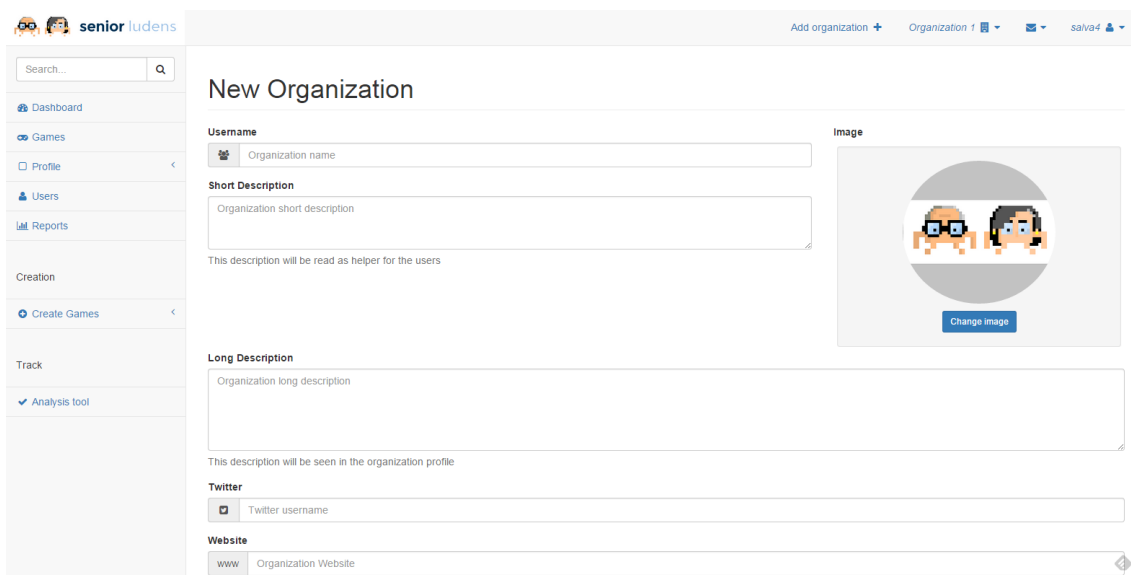 senior ludens
Add organization
Organization 1
salva4
Search...
Dashboard
Games
Profile
Users
Reports
Creation
Create Games
Track
Analysis tool
New Organization
Username
Organization name
Short Description
Organization short description
This description will be read as helper for the users
Image
Change image
Long Description
Organization long description
This description will be seen in the organization profile
Twitter
Twitter username
Website
www Organization Website